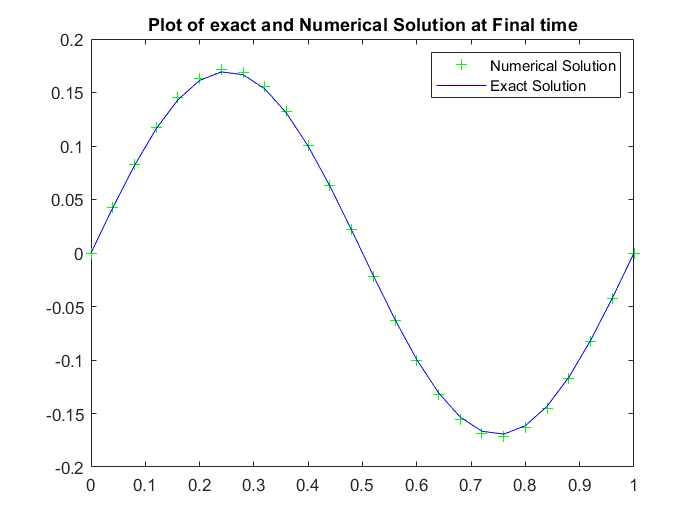 Plot of exact and Numerical Solution at Final time
Numerical Solution
Exact Solution
0.2
0.15
0.1
0.05
0
-0.05
-0.1
-0.15
-0.2
0 0.1 0.2 0.3 0.4 0.5 0.6 0.7 0.8 0.9 1